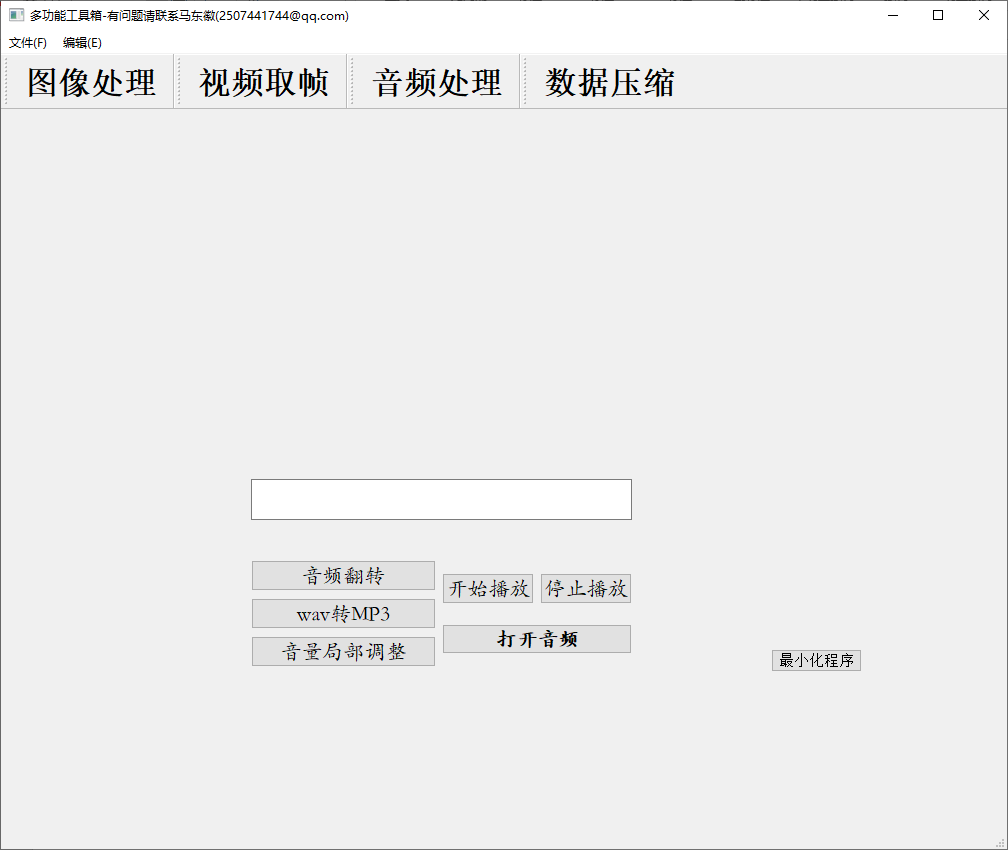 多功能工具箱-有问题请联系马东徽(2507441744@qq.com)
文件(F) 编辑(E)
图像处理 视频取帧 音频处理 数据压缩
音频翻转
开始播放 停止播放
wav转MP3
打开音频
音量局部调整
最小化程序